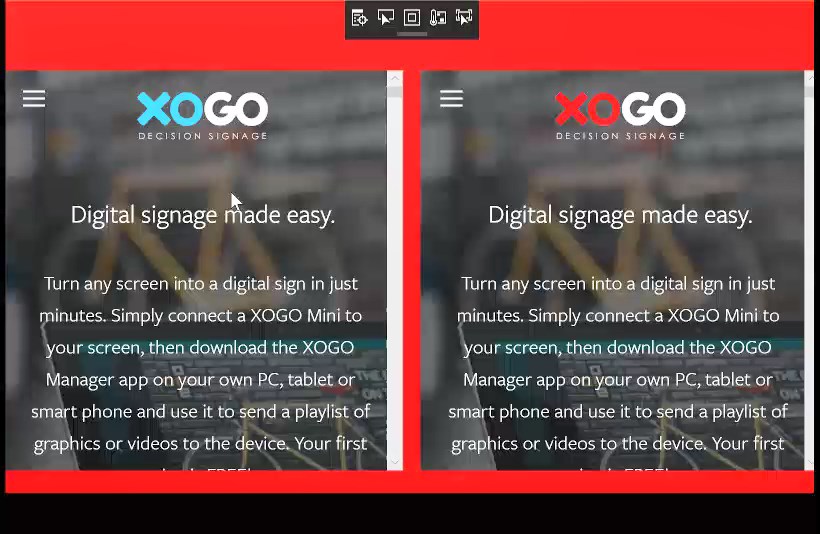 XOGO
DECISION SIGNAGE
Digital signage made easy.
Turn any screen into a digital sign in just
minutes. Simply connect a XOGO Mini to
your screen, then download the XOGO
Manager app on your own PC, tablet or
smart phone and use it to send a playlist of
graphics or videos to the device. Your first
XOGO
DECISION SIGNAGE
Digital signage made easy.
Turn any screen into a digital sign in just
minutes. Simply connect a XOGO Mini to
your screen, then download the XOGO
Manager app on your own PC, tablet or
smart phone and use it to send a playlist of
graphics or videos to the device. Your first